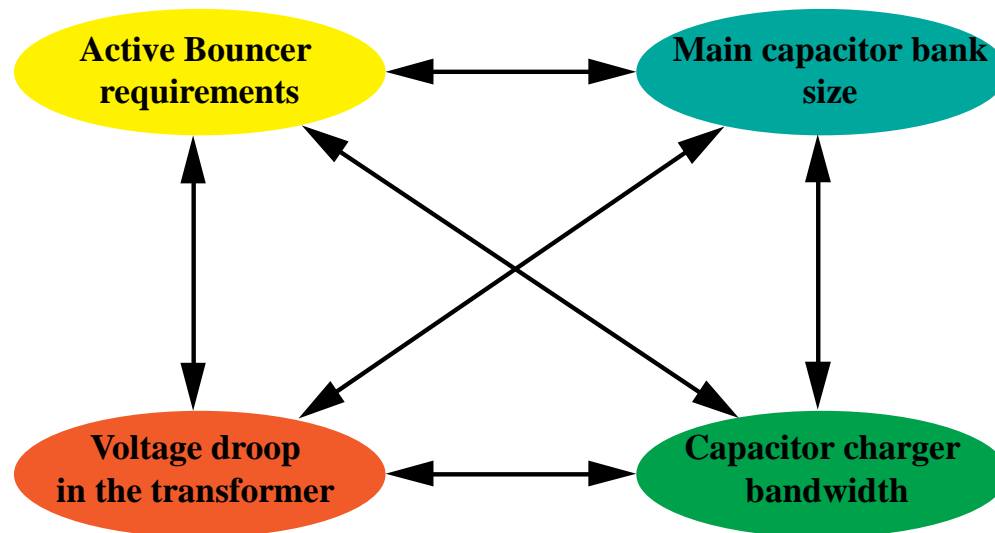 Active Bouncer
requirements
Main capacitor bank
size
Voltage droop
in the transformer
Capacitor charger
bandwidth